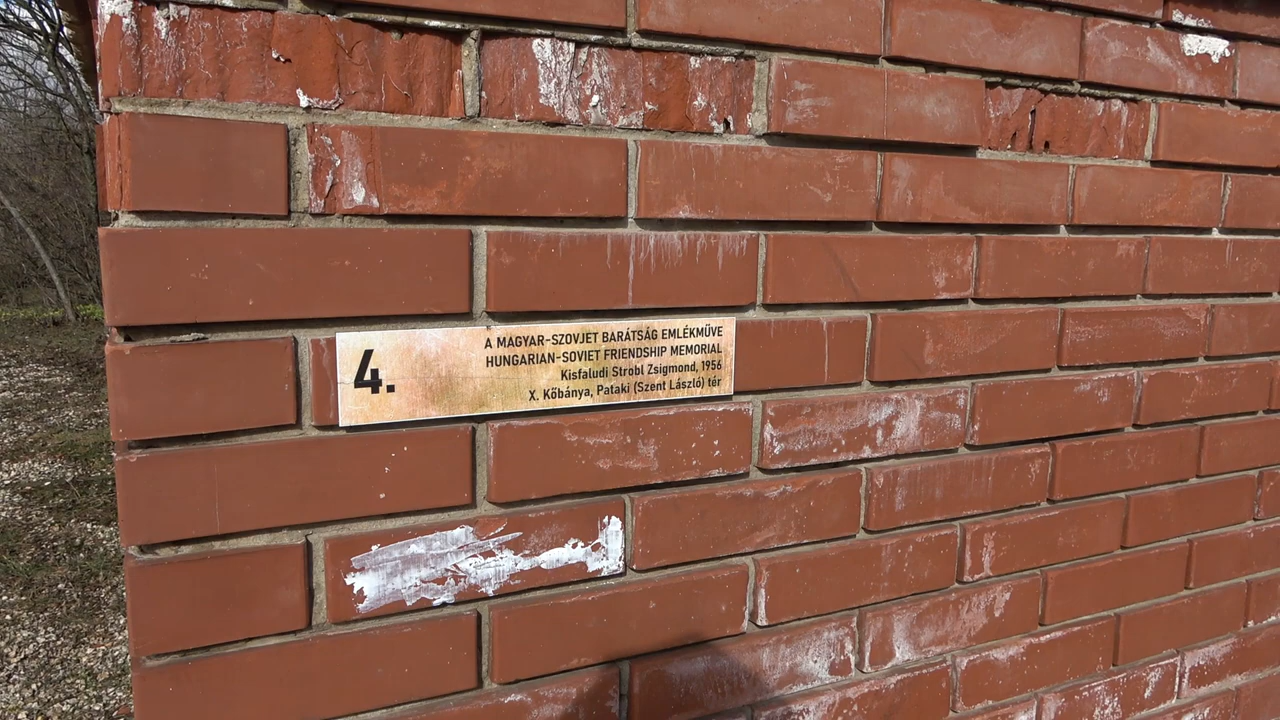 4.
A MAGYAR-SZOVJET BARÁTSÁG EMLÉKMŰVE
HUNGARIAN-SOVIET FRIENDSHIP MEMORIAL
Kisfaludi Strobl Zsigmond, 1956
X. Kőbánya, Pataki (Szent László) tér